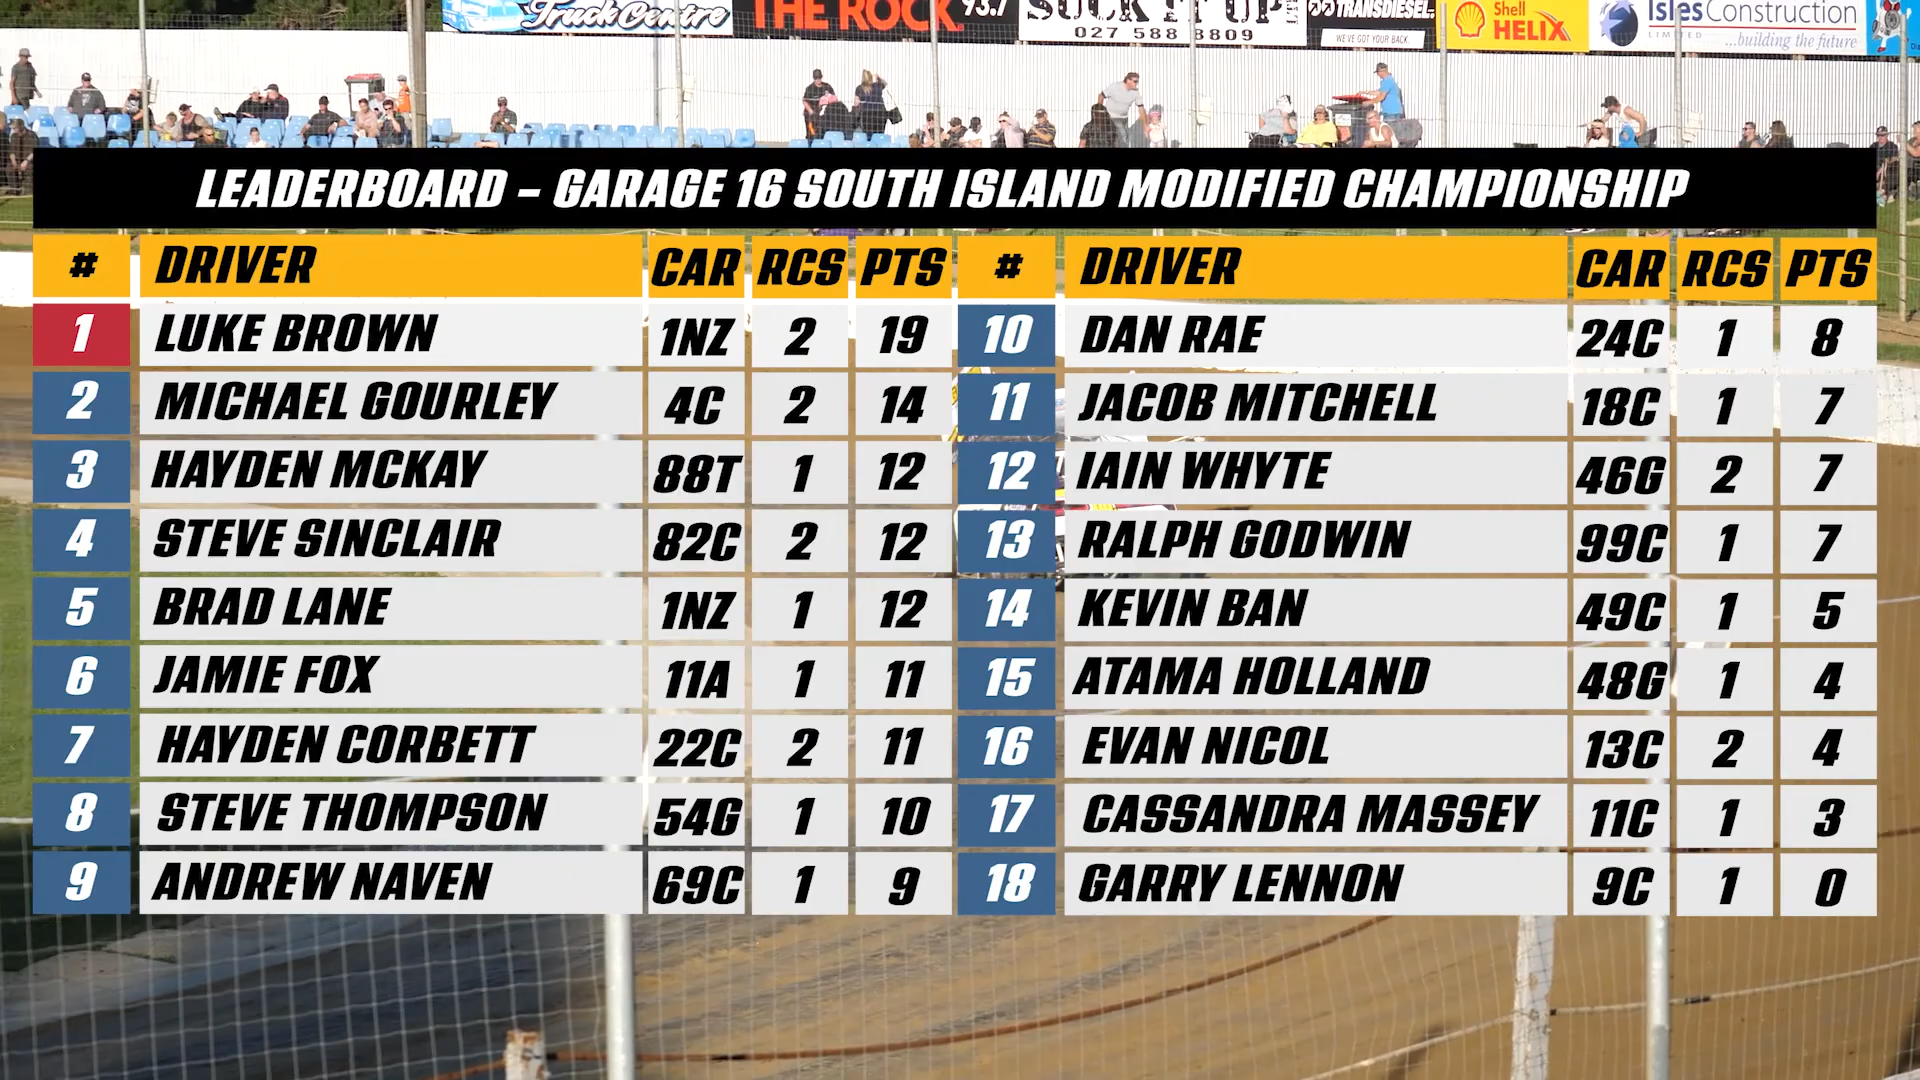 Truck Centre
THE ROCK 93.7
SUCK IT UP
027 588 8809
TRANSDIESEL
WE'VE GOT YOUR BACK
Shell
HELIX
Isles Construction
LIMITED
...building the future
LEADERBOARD – GARAGE 16 SOUTH ISLAND MODIFIED CHAMPIONSHIP
# DRIVER CAR RCS PTS # DRIVER CAR RCS PTS
1 LUKE BROWN 1NZ 2 19 10 DAN RAE 24C 1 8
2 MICHAEL GOURLEY 4C 2 14 11 JACOB MITCHELL 18C 1 7
3 HAYDEN MCKAY 88T 1 12 12 IAIN WHYTE 46G 2 7
4 STEVE SINCLAIR 82C 2 12 13 RALPH GODWIN 99C 1 7
5 BRAD LANE 1NZ 1 12 14 KEVIN BAN 49C 1 5
6 JAMIE FOX 11A 1 11 15 ATAMA HOLLAND 48G 1 4
7 HAYDEN CORBETT 22C 2 11 16 EVAN NICOL 13C 2 4
8 STEVE THOMPSON 54G 1 10 17 CASSANDRA MASSEY 11C 1 3
9 ANDREW NAVEN 69C 1 9 18 GARRY LENNON 9C 1 0